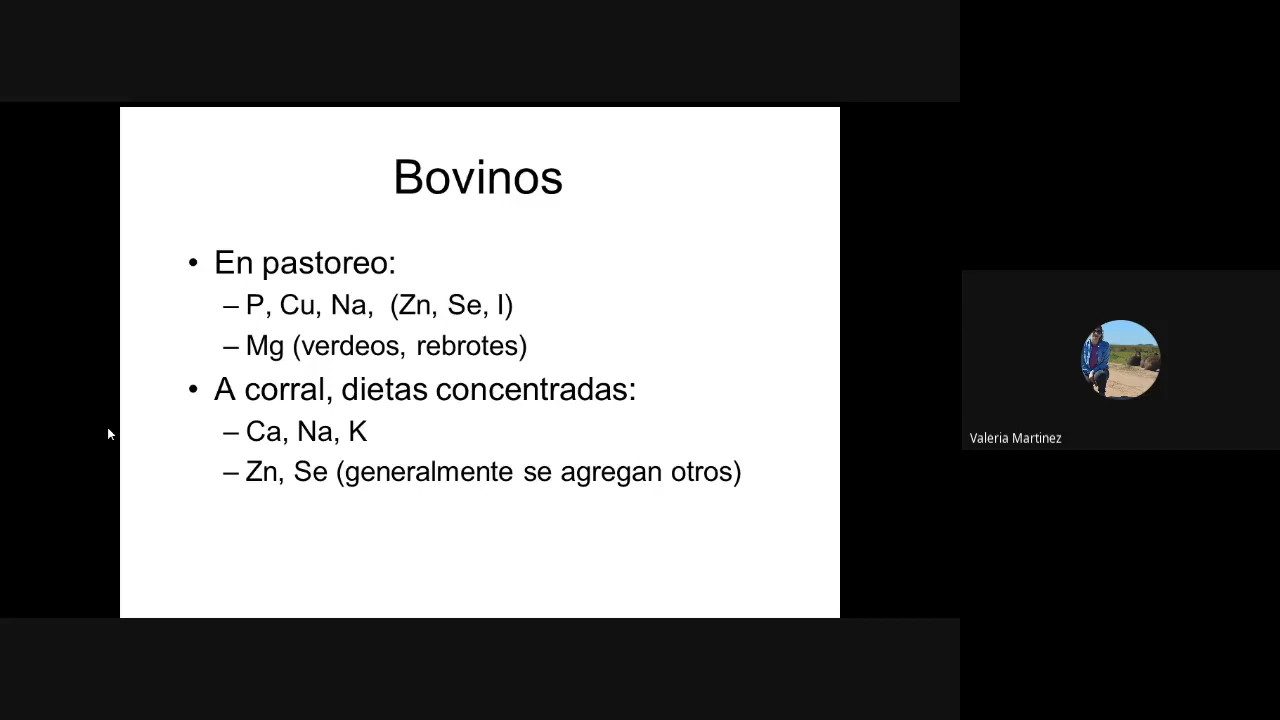 Bovinos
• En pastoreo:
– P, Cu, Na,  (Zn, Se, I)
– Mg (verdeos, rebrotes)
• A corral, dietas concentradas:
– Ca, Na, K
– Zn, Se (generalmente se agregan otros)
Valeria Martinez